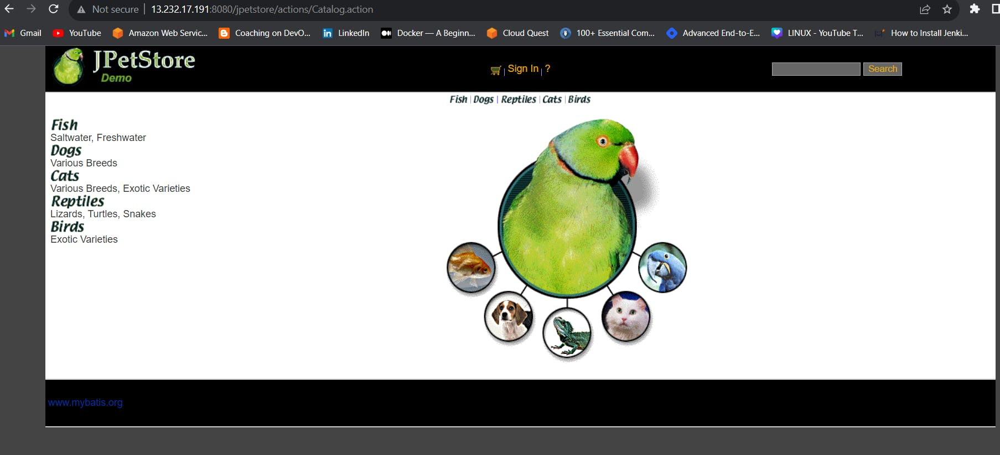 Not secure | 13.232.17.191:8080/jpetstore/actions/Catalog.action
Gmail YouTube Amazon Web Servic... Coaching on DevO... LinkedIn Docker — A Beginn... Cloud Quest 100+ Essential Com... Advanced End-to-E... LINUX - YouTube T... How to Install Jenki...
JPetStore
Demo
| Sign In | ?
Search
Fish | Dogs | Reptiles | Cats | Birds
Fish
Saltwater, Freshwater
Dogs
Various Breeds
Cats
Various Breeds, Exotic Varieties
Reptiles
Lizards, Turtles, Snakes
Birds
Exotic Varieties
www.mybatis.org